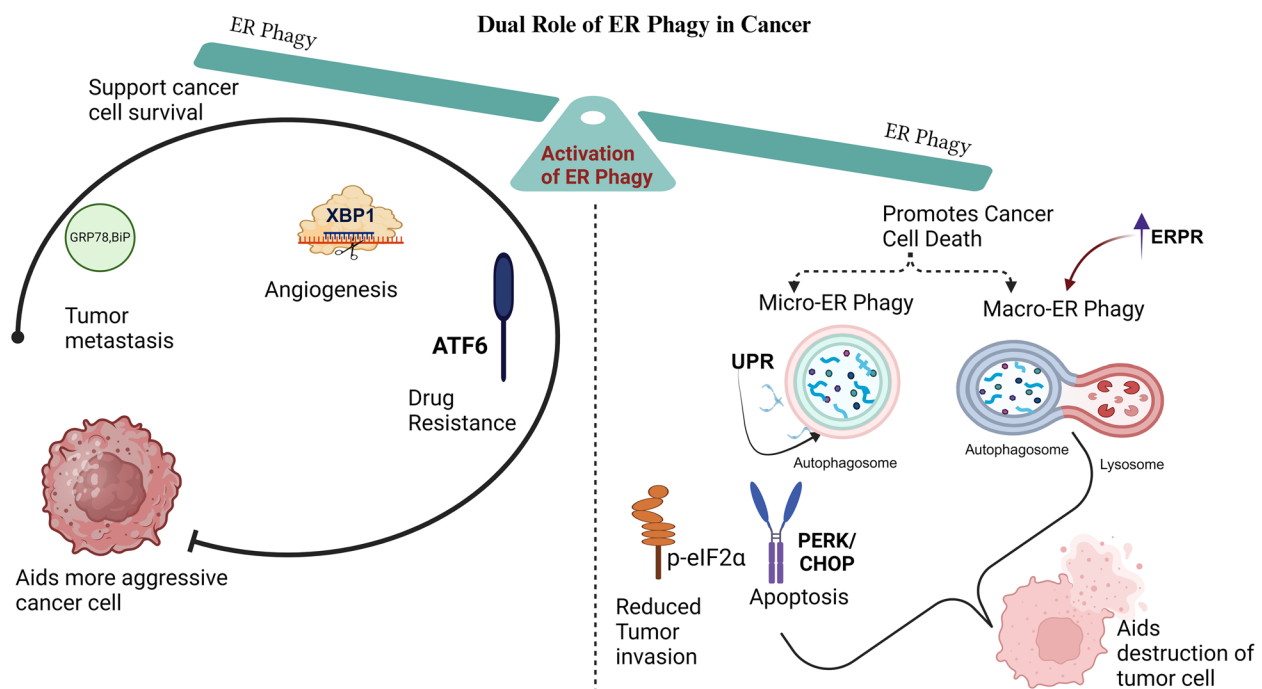 Dual Role of ER Phagy in Cancer
ER Phagy
Support cancer
cell survival
Activation
of ER Phagy
ER Phagy
GRP78,BiP
XBP1
Tumor
metastasis
Angiogenesis
ATF6
Drug
Resistance
Aids more aggressive
cancer cell
Promotes Cancer
Cell Death
ERPR
Micro-ER Phagy
Macro-ER Phagy
UPR
Autophagosome
Autophagosome
Lysosome
p-eIF2α
PERK/
CHOP
Reduced
Tumor
invasion
Apoptosis
Aids
destruction of
tumor cell